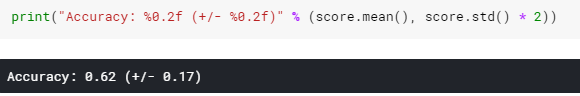 print("Accuracy: %0.2f (+/- %0.2f)" % (score.mean(), score.std() * 2))
Accuracy: 0.62 (+/- 0.17)